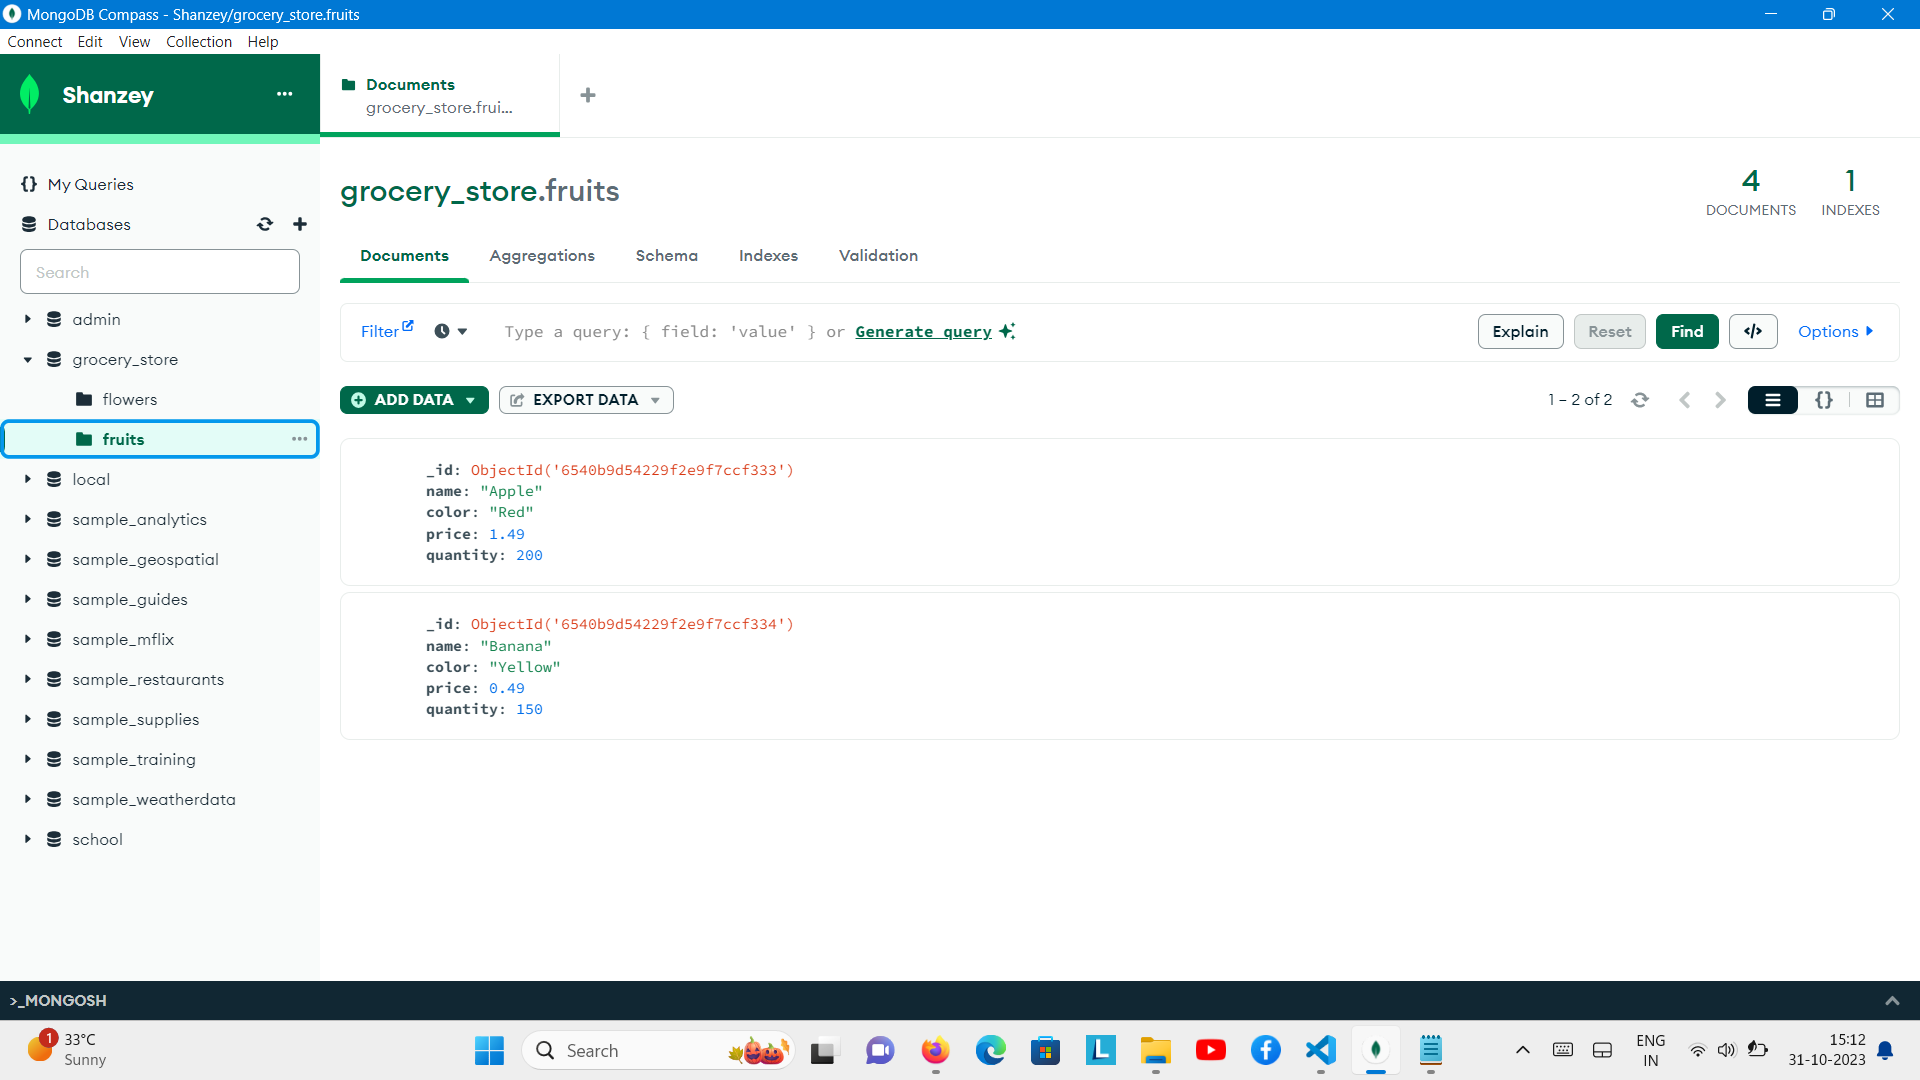 MongoDB Compass - Shanzey/grocery_store.fruits
Connect Edit View Collection Help
Shanzey
Documents
grocery_store.frui...
My Queries
Databases
Search
admin
grocery_store
flowers
fruits
local
sample_analytics
sample_geospatial
sample_guides
sample_mflix
sample_restaurants
sample_supplies
sample_training
sample_weatherdata
school
grocery_store.fruits
4
DOCUMENTS
1
INDEXES
Documents Aggregations Schema Indexes Validation
Filter Type a query: { field: 'value' } or Generate query Explain Reset Find </> Options
ADD DATA EXPORT DATA 1 – 2 of 2 {}
_id: ObjectId('6540b9d54229f2e9f7ccf333')
name: "Apple"
color: "Red"
price: 1.49
quantity: 200
_id: ObjectId('6540b9d54229f2e9f7ccf334')
name: "Banana"
color: "Yellow"
price: 0.49
quantity: 150
>_MONGOSH
1
33°C
Sunny
Search
L
ENG
IN
15:12
31-10-2023